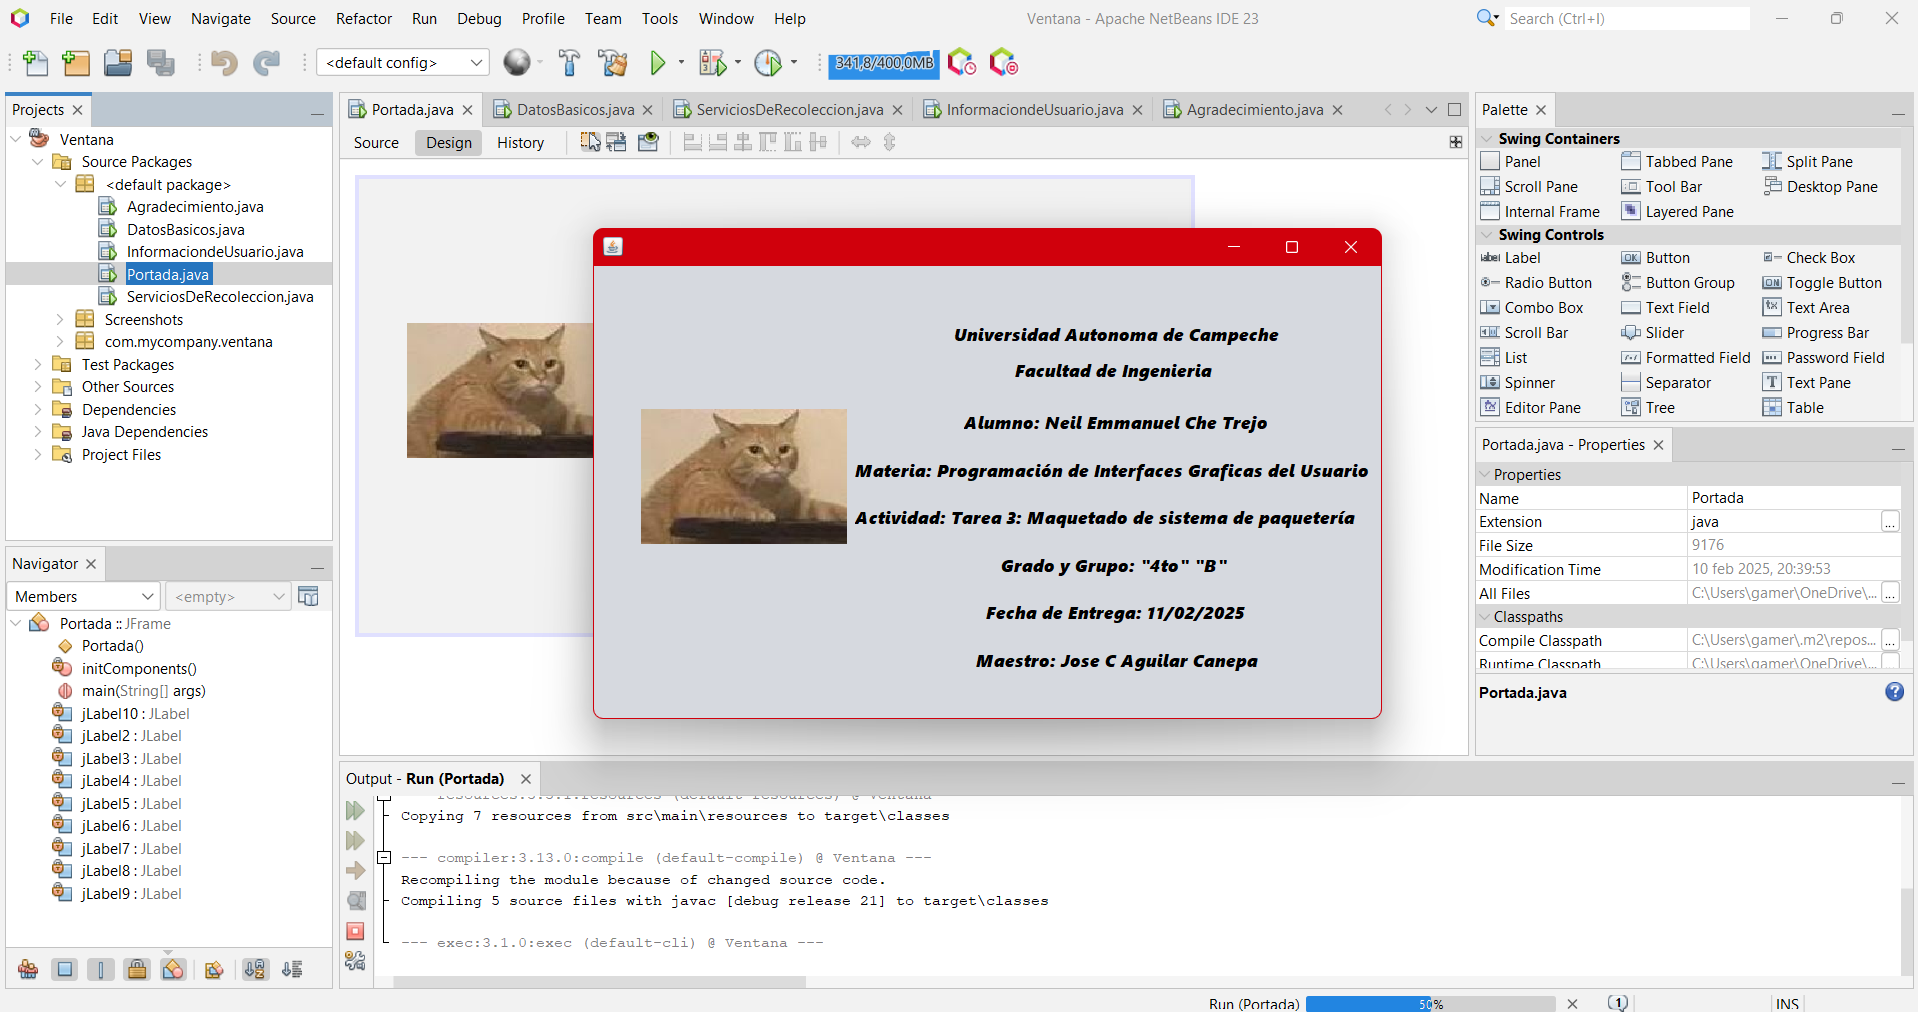 File Edit View Navigate Source Refactor Run Debug Profile Team Tools Window Help
Ventana - Apache NetBeans IDE 23
Search (Ctrl+I)
<default config>
341,8/400,0MB
Projects
Ventana
Source Packages
<default package>
Agradecimiento.java
DatosBasicos.java
InformaciondeUsuario.java
Portada.java
ServiciosDeRecoleccion.java
Screenshots
com.mycompany.ventana
Test Packages
Other Sources
Dependencies
Java Dependencies
Project Files
Navigator
Members <empty>
Portada :: JFrame
Portada()
initComponents()
main(String[] args)
jLabel10 : JLabel
jLabel2 : JLabel
jLabel3 : JLabel
jLabel4 : JLabel
jLabel5 : JLabel
jLabel6 : JLabel
jLabel7 : JLabel
jLabel8 : JLabel
jLabel9 : JLabel
Portada.java DatosBasicos.java ServiciosDeRecoleccion.java InformaciondeUsuario.java Agradecimiento.java
Source Design History
Universidad Autonoma de Campeche
Facultad de Ingenieria
Alumno: Neil Emmanuel Che Trejo
Materia: Programación de Interfaces Graficas del Usuario
Actividad: Tarea 3: Maquetado de sistema de paquetería
Grado y Grupo: "4to" "B"
Fecha de Entrega: 11/02/2025
Maestro: Jose C Aguilar Canepa
Output - Run (Portada)
resources:3.3.1:resources (default-resources) @ Ventana
Copying 7 resources from src\main\resources to target\classes
--- compiler:3.13.0:compile (default-compile) @ Ventana ---
Recompiling the module because of changed source code.
Compiling 5 source files with javac [debug release 21] to target\classes
--- exec:3.1.0:exec (default-cli) @ Ventana ---
Palette
Swing Containers
Panel Tabbed Pane Split Pane
Scroll Pane Tool Bar Desktop Pane
Internal Frame Layered Pane
Swing Controls
label Label OK Button Check Box
Radio Button Button Group ON Toggle Button
Combo Box Text Field Text Area
Scroll Bar Slider Progress Bar
List Formatted Field Password Field
Spinner Separator Text Pane
Editor Pane Tree Table
Portada.java - Properties
Properties
Name Portada
Extension java ...
File Size 9176
Modification Time 10 feb 2025, 20:39:53
All Files C:\Users\gamer\OneDrive\... ...
Classpaths
Compile Classpath C:\Users\gamer\.m2\repos... ...
Runtime Classpath C:\Users\gamer\OneDrive\...
Portada.java
Run (Portada) 50% 1 INS